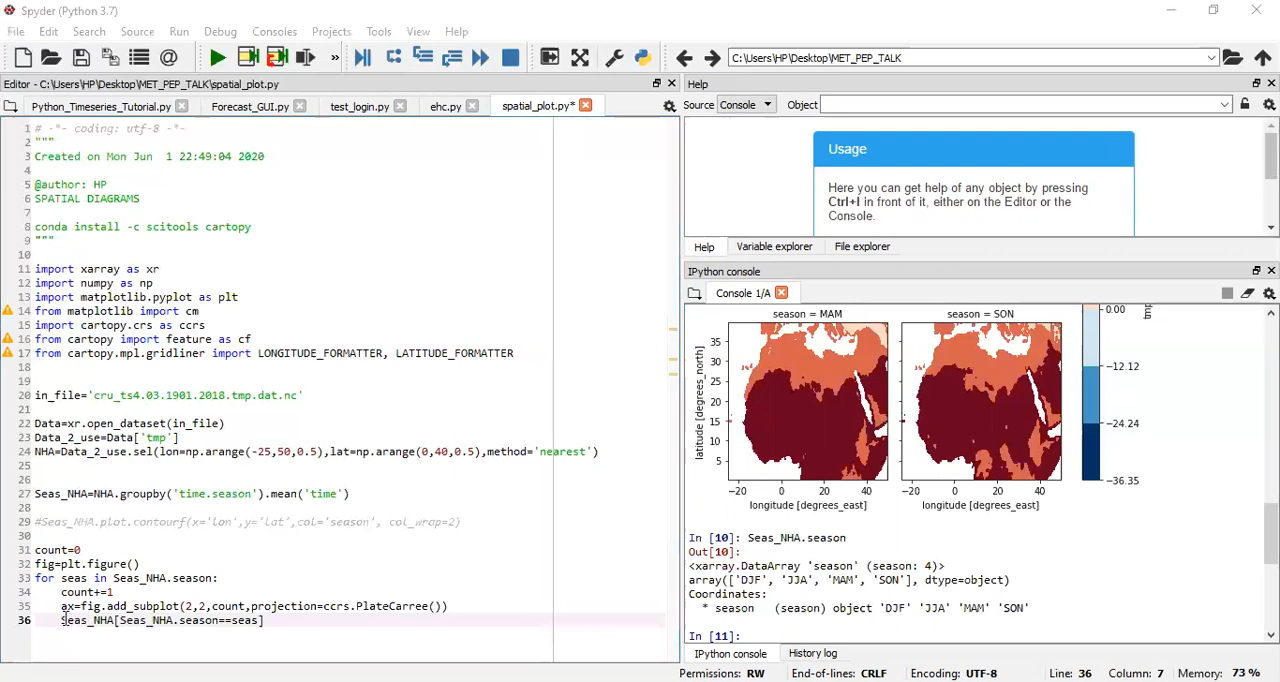 Spyder (Python 3.7)
File Edit Search Source Run Debug Consoles Projects Tools View Help
C:\Users\HP\Desktop\MET_PEP_TALK
Editor - C:\Users\HP\Desktop\MET_PEP_TALK\spatial_plot.py
Python_Timeseries_Tutorial.py Forecast_GUI.py test_login.py ehc.py spatial_plot.py*
1 # -*- coding: utf-8 -*-
2 """
3 Created on Mon Jun  1 22:49:04 2020
4
5 @author: HP
6 SPATIAL DIAGRAMS
7
8 conda install -c scitools cartopy
9 """
10
11 import xarray as xr
12 import numpy as np
13 import matplotlib.pyplot as plt
14 from matplotlib import cm
15 import cartopy.crs as ccrs
16 from cartopy import feature as cf
17 from cartopy.mpl.gridliner import LONGITUDE_FORMATTER, LATITUDE_FORMATTER
18
19
20 in_file='cru_ts4.03.1901.2018.tmp.dat.nc'
21
22 Data=xr.open_dataset(in_file)
23 Data_2_use=Data['tmp']
24 NHA=Data_2_use.sel(lon=np.arange(-25,50,0.5),lat=np.arange(0,40,0.5),method='nearest')
25
26
27 Seas_NHA=NHA.groupby('time.season').mean('time')
28
29 #Seas_NHA.plot.contourf(x='lon',y='lat',col='season', col_wrap=2)
30
31 count=0
32 fig=plt.figure()
33 for seas in Seas_NHA.season:
34     count+=1
35     ax=fig.add_subplot(2,2,count,projection=ccrs.PlateCarree())
36     Seas_NHA[Seas_NHA.season==seas]
Help
Source Console Object
Usage
Here you can get help of any object by pressing
Ctrl+I in front of it, either on the Editor or the
Console.
Help Variable explorer File explorer
IPython console
Console 1/A
season = MAM season = SON
latitude [degrees_north]
35
30
25
20
15
10
5
−20 0 20 40 −20 0 20 40
longitude [degrees_east] longitude [degrees_east]
0.00
−12.12
−24.24
−36.35
tmp
In [10]: Seas_NHA.season
Out[10]:
<xarray.DataArray 'season' (season: 4)>
array(['DJF', 'JJA', 'MAM', 'SON'], dtype=object)
Coordinates:
  * season   (season) object 'DJF' 'JJA' 'MAM' 'SON'
In [11]:
IPython console History log
Permissions: RW End-of-lines: CRLF Encoding: UTF-8 Line: 36 Column: 7 Memory: 73 %